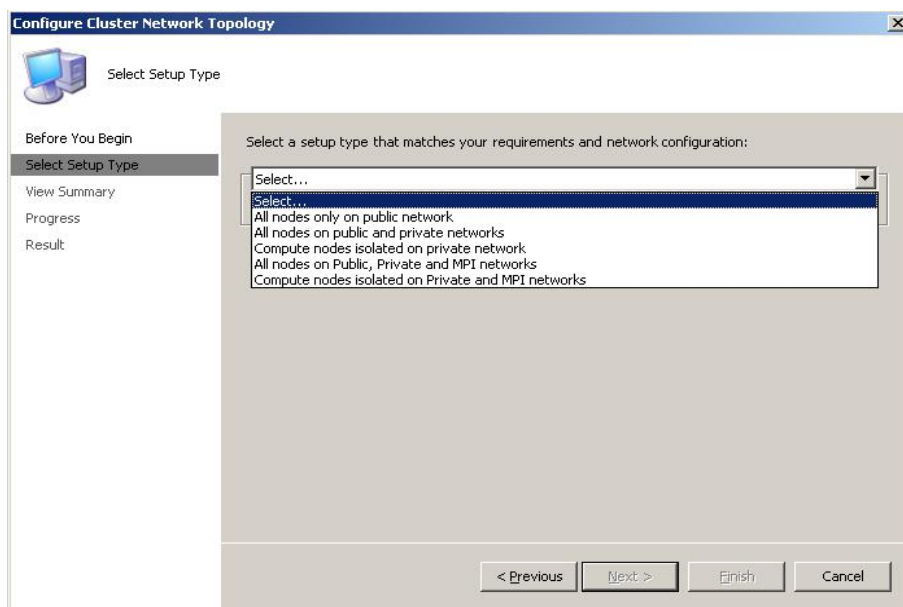 Configure Cluster Network Topology
Select Setup Type
Before You Begin
Select Setup Type
View Summary
Progress
Result
Select a setup type that matches your requirements and network configuration:
Select...
Select...
All nodes only on public network
All nodes on public and private networks
Compute nodes isolated on private network
All nodes on Public, Private and MPI networks
Compute nodes isolated on Private and MPI networks
< Previous Next > Finish Cancel